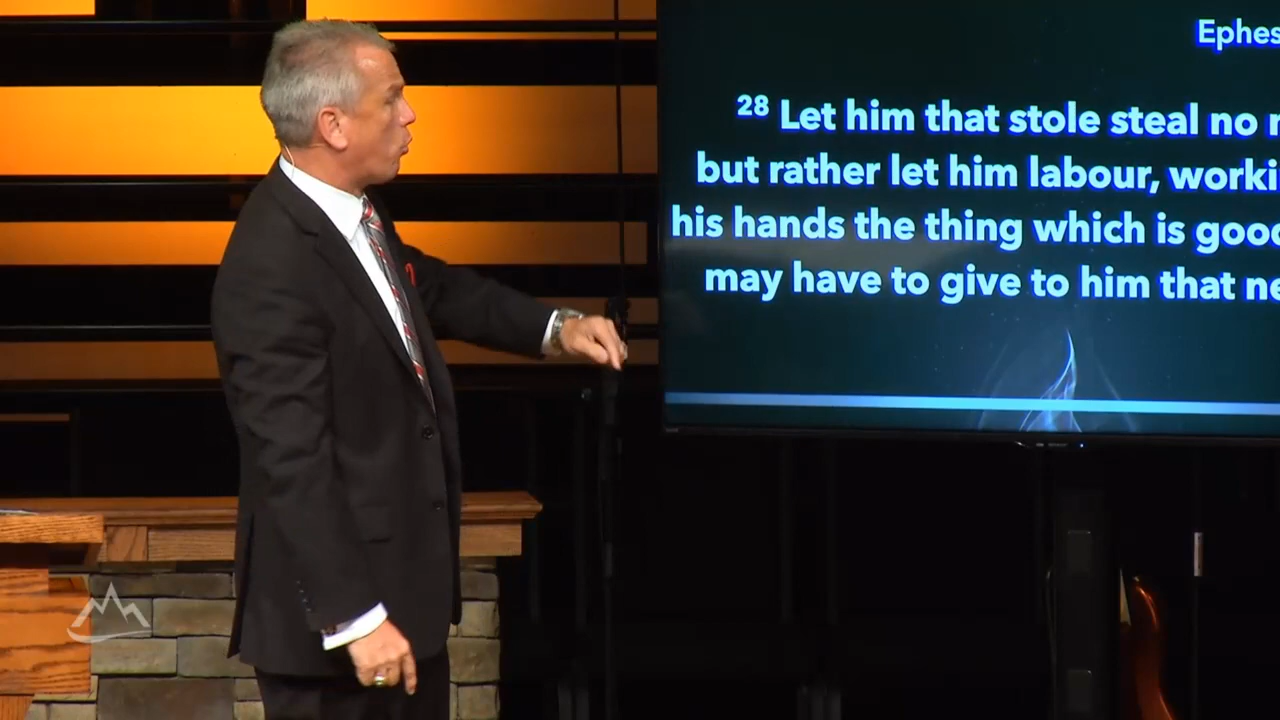 Ephes
28 Let him that stole steal no
but rather let him labour, worki
his hands the thing which is good
may have to give to him that ne